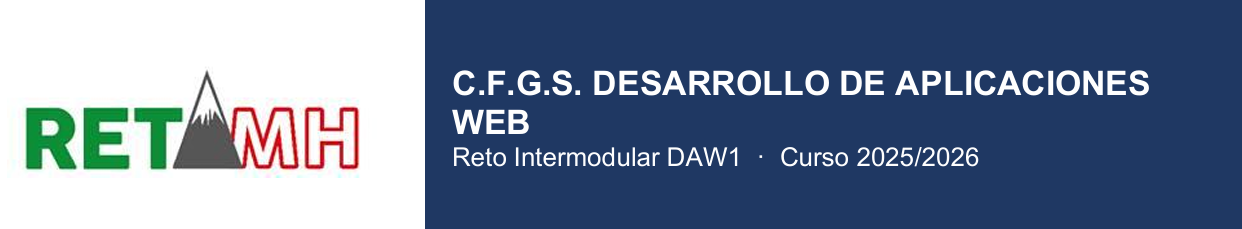 RETAMH
C.F.G.S. DESARROLLO DE APLICACIONES
WEB
Reto Intermodular DAW1 · Curso 2025/2026